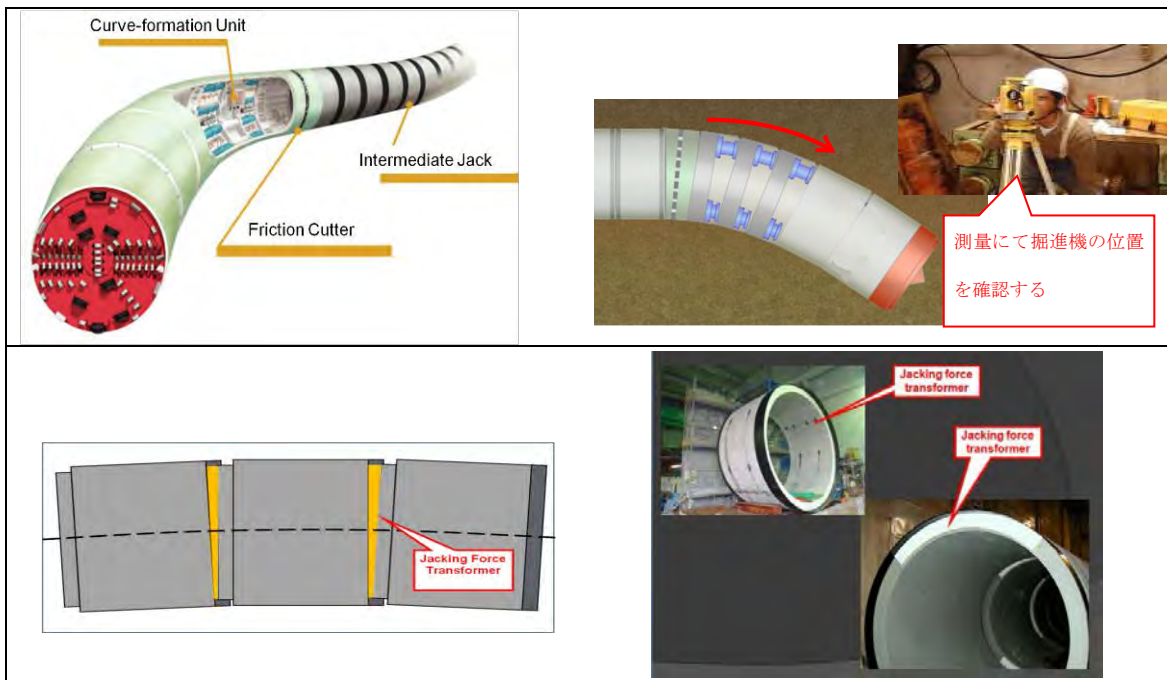 Curve-formation Unit
Intermediate Jack
Friction Cutter
測量にて掘進機の位置
を確認する
Jacking Force
Transformer
Jacking force
transformer
Jacking force
transformer